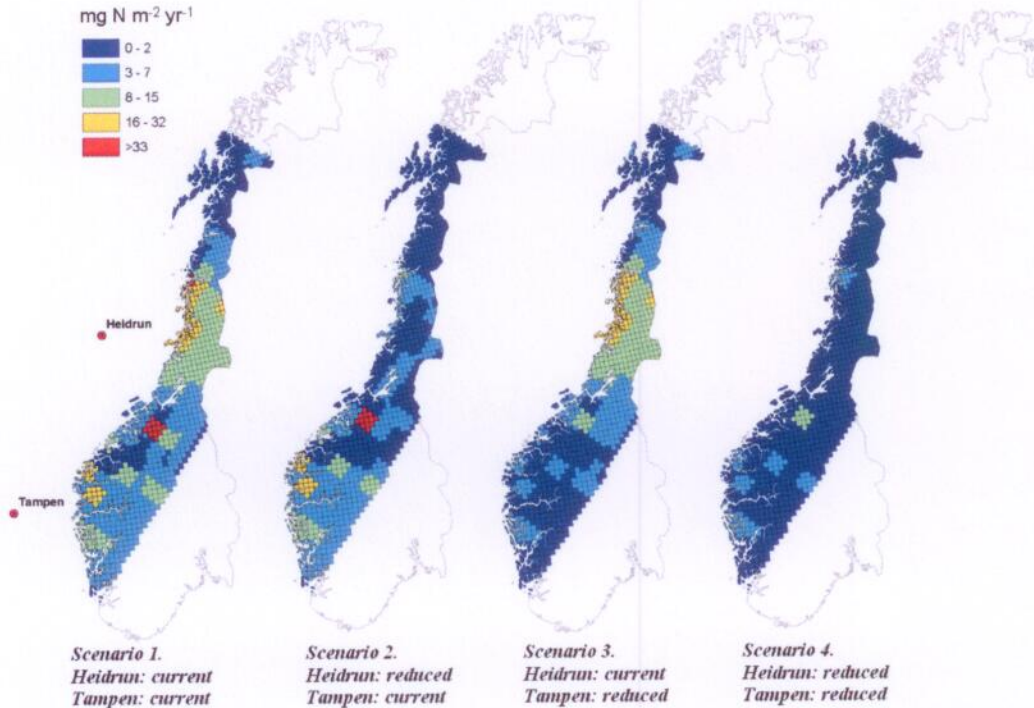 mg N m-2 yr-1
0 - 2
3 - 7
8 - 15
16 - 32
>33
Heidrun
Tampen
Scenario 1.
Heidrun: current
Tampen: current
Scenario 2.
Heidrun: reduced
Tampen: current
Scenario 3.
Heidrun: current
Tampen: reduced
Scenario 4.
Heidrun: reduced
Tampen: reduced